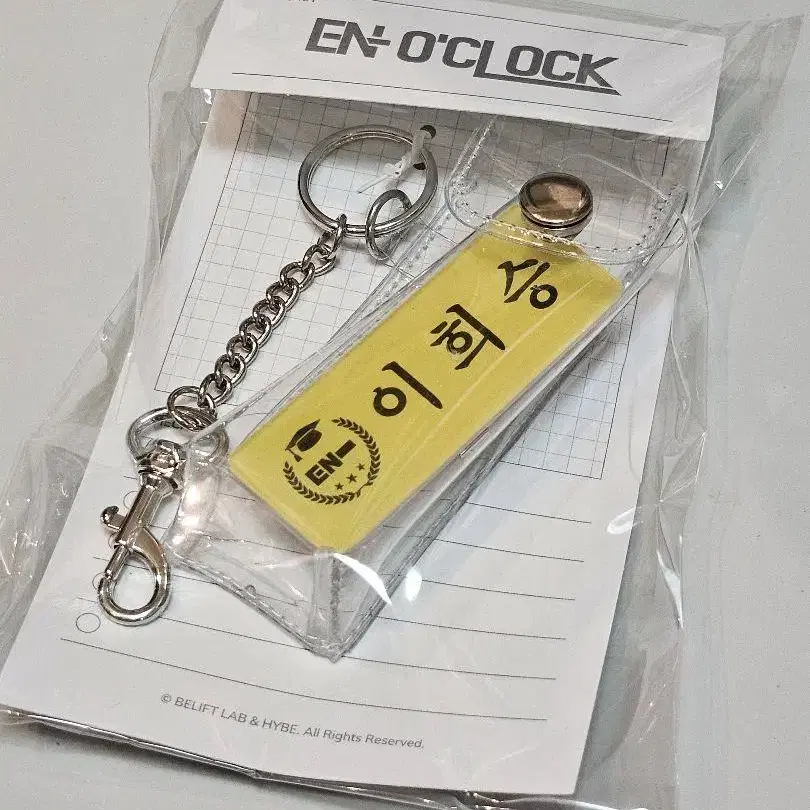 EN- O'CLOCK
이희승
EN-
© BELIFT LAB & HYBE. All Rights Reserved.